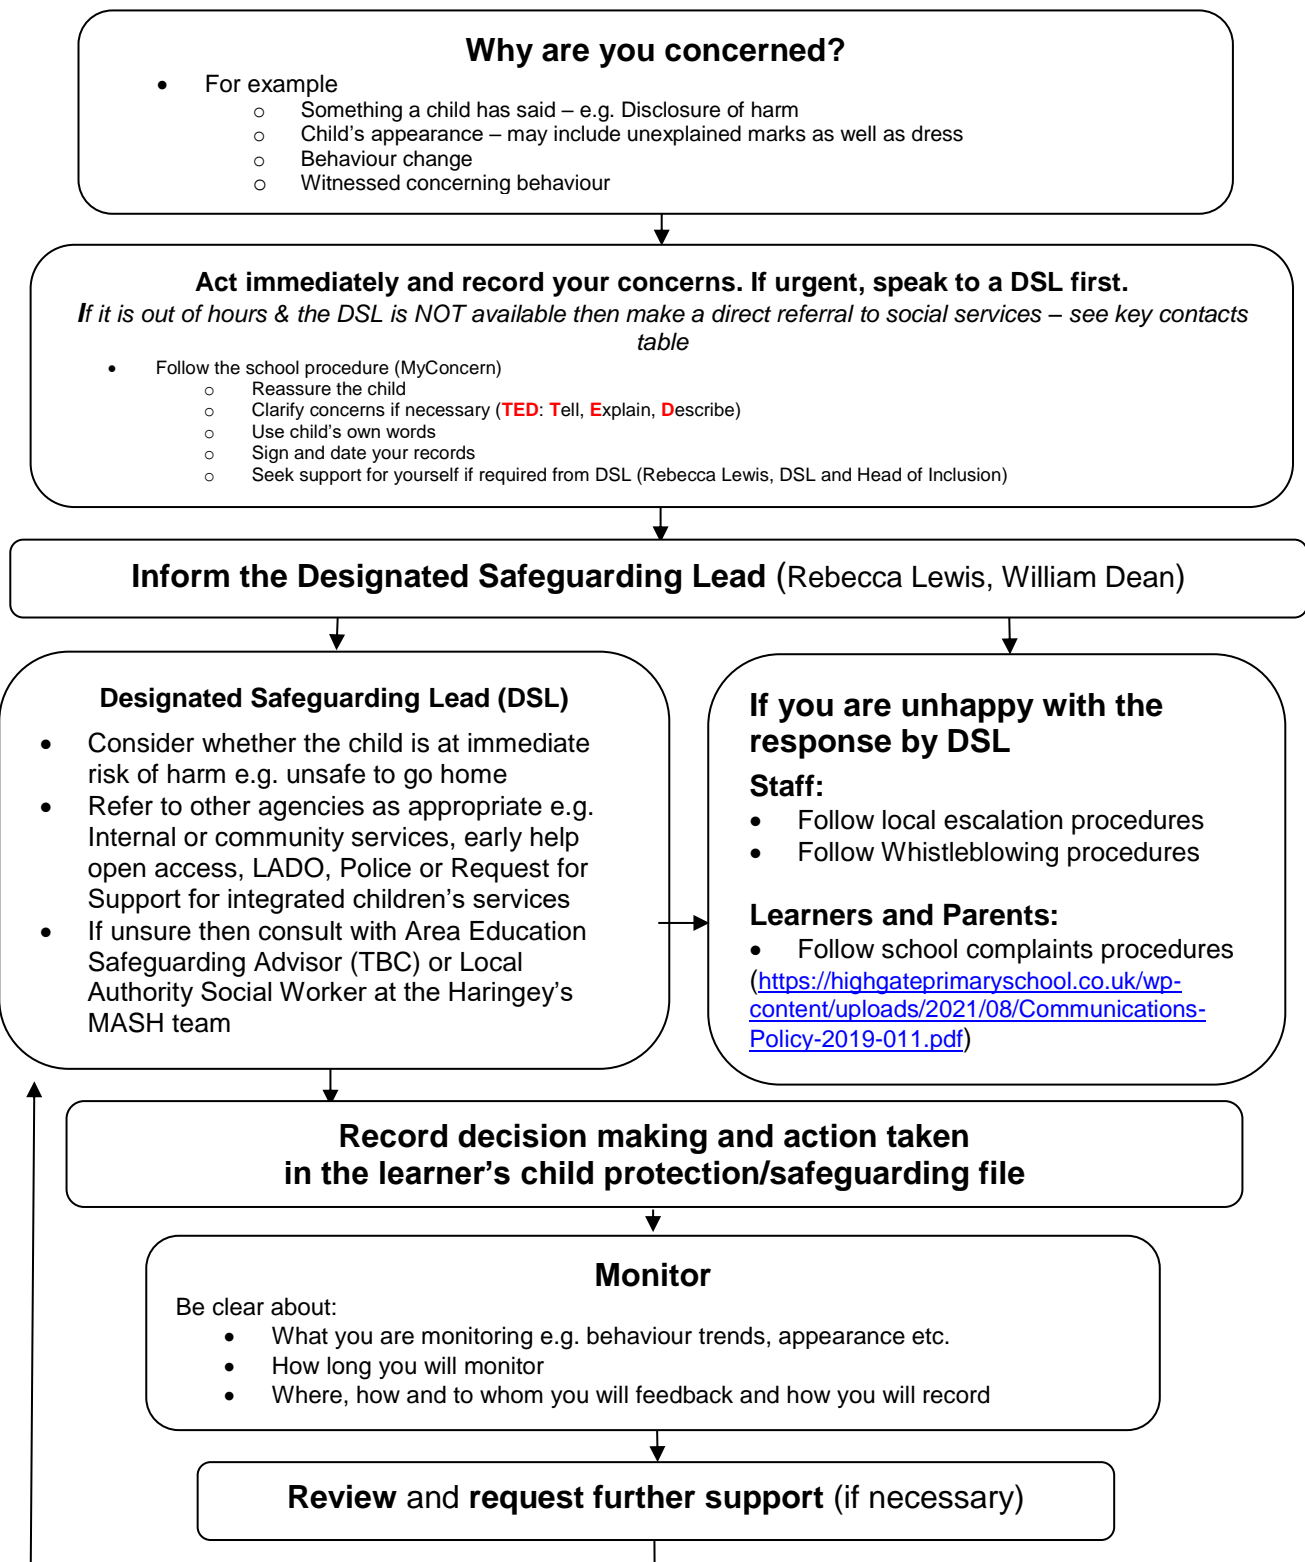 Why are you concerned?
• For example
o Something a child has said – e.g. Disclosure of harm
o Child's appearance – may include unexplained marks as well as dress
o Behaviour change
o Witnessed concerning behaviour
Act immediately and record your concerns. If urgent, speak to a DSL first.
If it is out of hours & the DSL is NOT available then make a direct referral to social services – see key contacts
table
• Follow the school procedure (MyConcern)
o Reassure the child
o Clarify concerns if necessary (TED: Tell, Explain, Describe)
o Use child's own words
o Sign and date your records
o Seek support for yourself if required from DSL (Rebecca Lewis, DSL and Head of Inclusion)
Inform the Designated Safeguarding Lead (Rebecca Lewis, William Dean)
Designated Safeguarding Lead (DSL)
• Consider whether the child is at immediate
risk of harm e.g. unsafe to go home
• Refer to other agencies as appropriate e.g.
Internal or community services, early help
open access, LADO, Police or Request for
Support for integrated children's services
• If unsure then consult with Area Education
Safeguarding Advisor (TBC) or Local
Authority Social Worker at the Haringey's
MASH team
If you are unhappy with the
response by DSL
Staff:
• Follow local escalation procedures
• Follow Whistleblowing procedures
Learners and Parents:
• Follow school complaints procedures
(https://highgateprimaryschool.co.uk/wp-
content/uploads/2021/08/Communications-
Policy-2019-011.pdf)
Record decision making and action taken
in the learner's child protection/safeguarding file
Monitor
Be clear about:
• What you are monitoring e.g. behaviour trends, appearance etc.
• How long you will monitor
• Where, how and to whom you will feedback and how you will record
Review and request further support (if necessary)